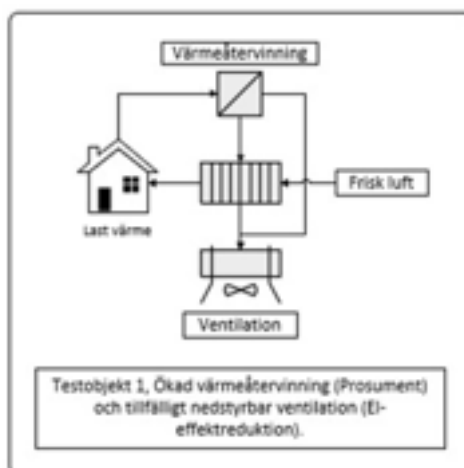 Värmeåtervinning
Frisk luft
Last värme
Ventilation
Testobjekt 1, Ökad värmeåtervinning (Prosument)
och tillfälligt nedstyrbar ventilation (El-
effektreduktion).